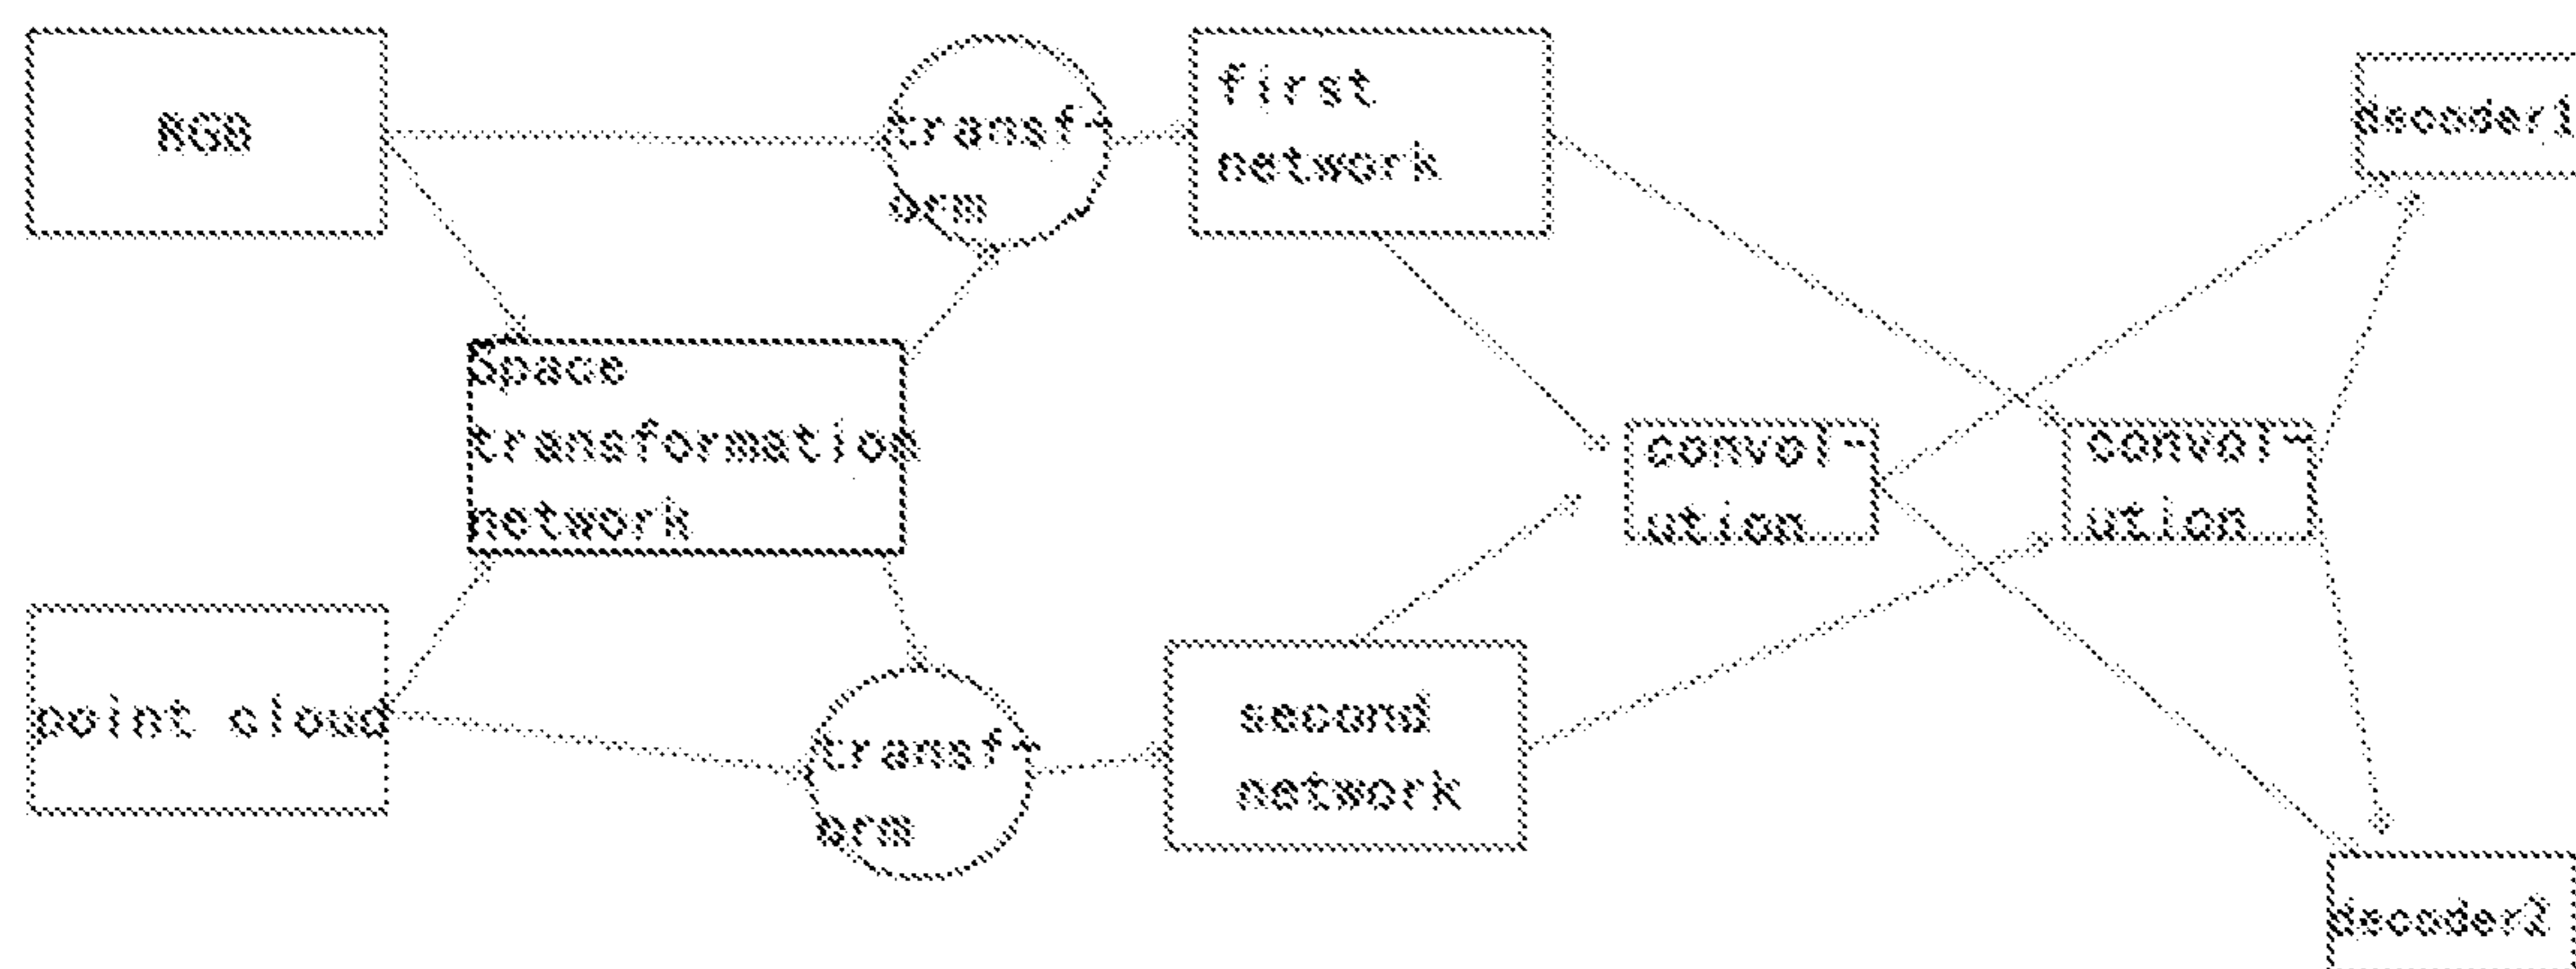 RGB
transf-
orm
first
network
decoder1
Space
transformation
network
convol-
ution
convol-
ution
point cloud
transf-
orm
second
network
decoder2